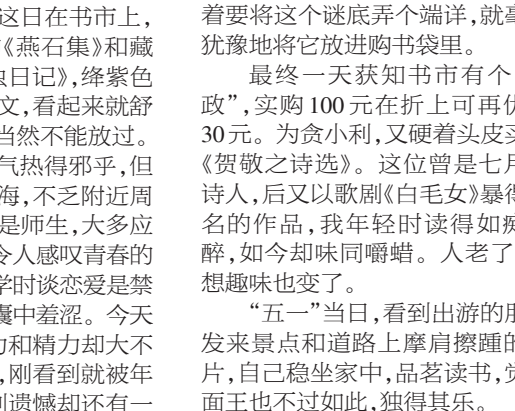 这日在书市上，
《燕石集》和藏
日记》，绛紫色
文，看起来就舒
当然不能放过。
气热得邪乎，但
海，不乏附近周
是师生，大多应
令人感叹青春的
学时谈恋爱是禁
囊中羞涩。今天
力和精力却大不
，刚看到就被年
遗憾却还有一
着要将这个谜底弄个端详，就
犹豫地将它放进购书袋里。
最终一天获知书市有个
政”，实购100元在折上可再
30元。为贪小利，又硬着头皮
《贺敬之诗选》。这位曾是七月
诗人，后又以歌剧《白毛女》暴
名的作品，我年轻时读得如
醉，如今却味同嚼蜡。人老了
想趣味也变了。
“五一”当日，看到出游的
发来景点和道路上摩肩擦踵的
片，自己稳坐家中，品茗读书，
面王也不过如此，独得其乐。